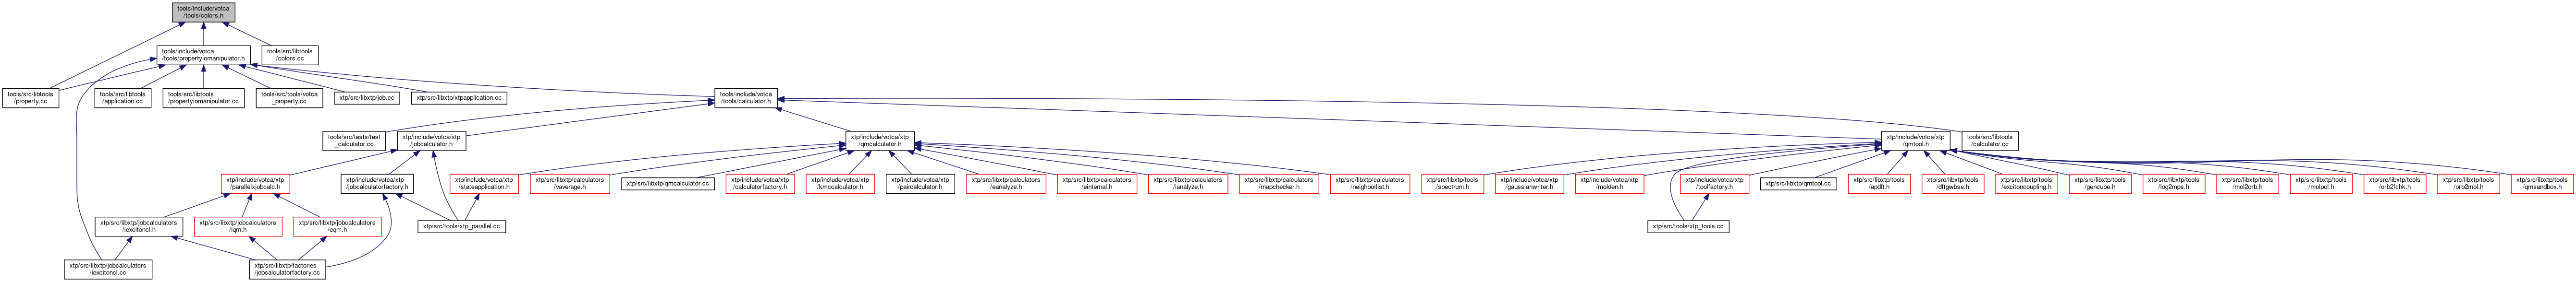 tools/include/votca
/tools/colors.h
tools/include/votca
/tools/propertyiomanipulator.h
tools/src/libtools
/colors.cc
tools/src/libtools
/property.cc
tools/src/libtools
/application.cc
tools/src/libtools
/propertyiomanipulator.cc
tools/src/tools/votca
_property.cc
xtp/src/libxtp/job.cc
xtp/src/libxtp/xtpapplication.cc
tools/include/votca
/tools/calculator.h
tools/src/tests/test
_calculator.cc
xtp/include/votca/xtp
/jobcalculator.h
xtp/include/votca/xtp
/qmcalculator.h
xtp/include/votca/xtp
/qmtool.h
tools/src/libtools
/calculator.cc
xtp/include/votca/xtp
/parallelxjobcalc.h
xtp/include/votca/xtp
/jobcalculatorfactory.h
xtp/include/votca/xtp
/stateapplication.h
xtp/src/libxtp/calculators
/vaverage.h
xtp/src/libxtp/qmcalculator.cc
xtp/include/votca/xtp
/calculatorfactory.h
xtp/include/votca/xtp
/kmccalculator.h
xtp/include/votca/xtp
/paircalculator.h
xtp/src/libxtp/calculators
/eanalyze.h
xtp/src/libxtp/calculators
/einternal.h
xtp/src/libxtp/calculators
/ianalyze.h
xtp/src/libxtp/calculators
/mapchecker.h
xtp/src/libxtp/calculators
/neighborlist.h
xtp/src/libxtp/tools
/spectrum.h
xtp/include/votca/xtp
/gaussianwriter.h
xtp/include/votca/xtp
/molden.h
xtp/include/votca/xtp
/toolfactory.h
xtp/src/libxtp/qmtool.cc
xtp/src/libxtp/tools
/apdft.h
xtp/src/libxtp/tools
/dftgwbse.h
xtp/src/libxtp/tools
/excitoncoupling.h
xtp/src/libxtp/tools
/gencube.h
xtp/src/libxtp/tools
/log2mps.h
xtp/src/libxtp/tools
/mol2orb.h
xtp/src/libxtp/tools
/molpol.h
xtp/src/libxtp/tools
/orb2fchk.h
xtp/src/libxtp/tools
/orb2mol.h
xtp/src/libxtp/tools
/qmsandbox.h
xtp/src/libxtp/jobcalculators
/iexcitoncl.h
xtp/src/libxtp/jobcalculators
/iqm.h
xtp/src/libxtp/jobcalculators
/eqm.h
xtp/src/tools/xtp_parallel.cc
xtp/src/tools/xtp_tools.cc
xtp/src/libxtp/jobcalculators
/iexcitoncl.cc
xtp/src/libxtp/factories
/jobcalculatorfactory.cc